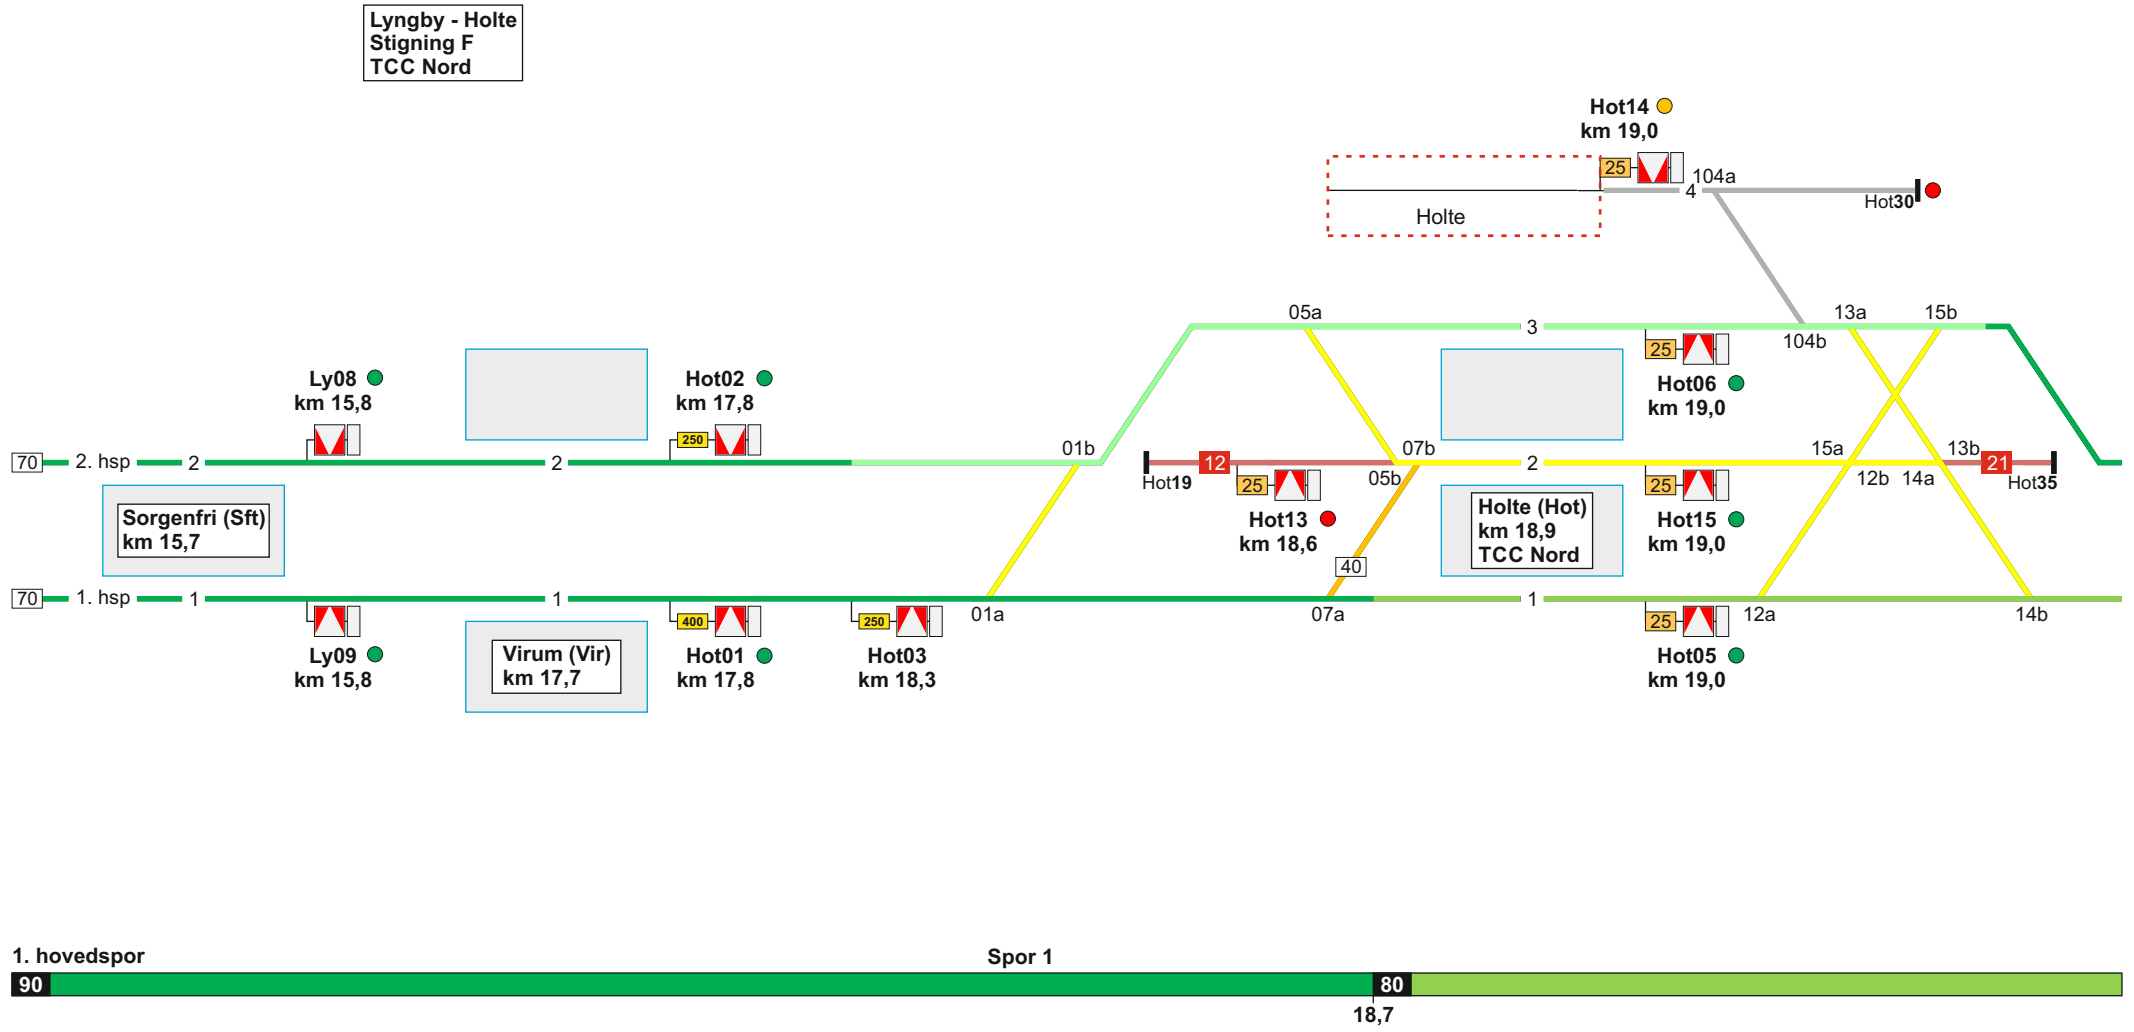 Lyngby - Holte
Stigning F
TCC Nord
Hot14
km 19,0
25
104a
4
Hot30
Holte
05a
3
13a
15b
104b
25
Hot06
km 19,0
Ly08
km 15,8
Hot02
km 17,8
250
70
2. hsp
2
2
01b
12
07b
2
15a
13b
21
Hot19
25
05b
25
12b
14a
Hot35
Sorgenfri (Sft)
km 15,7
Hot13
km 18,6
Holte (Hot)
km 18,9
TCC Nord
Hot15
km 19,0
40
70
1. hsp
1
1
1
400
250
01a
07a
25
12a
14b
Ly09
km 15,8
Virum (Vir)
km 17,7
Hot01
km 17,8
Hot03
km 18,3
Hot05
km 19,0
1. hovedspor
Spor 1
90
80
18,7